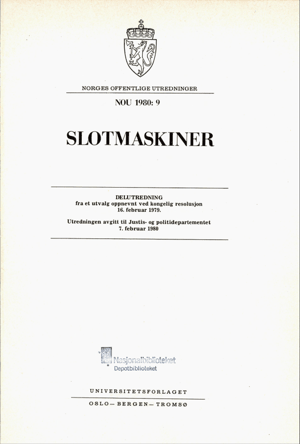 NORGES OFFENTLIGE UTREDNINGER
NOU 1980: 9
SLOTMASKINER
DELUTREDNING
fra et utvalg oppnevnt ved kongelig resolusjon
16. februar 1979.
Utredningen avgitt til Justis- og politidepartementet
7. februar 1980
Nasjonalbiblioteket
Depotbiblioteket
UNIVERSITETSFORLAGET
OSLO — BERGEN — TROMSØ